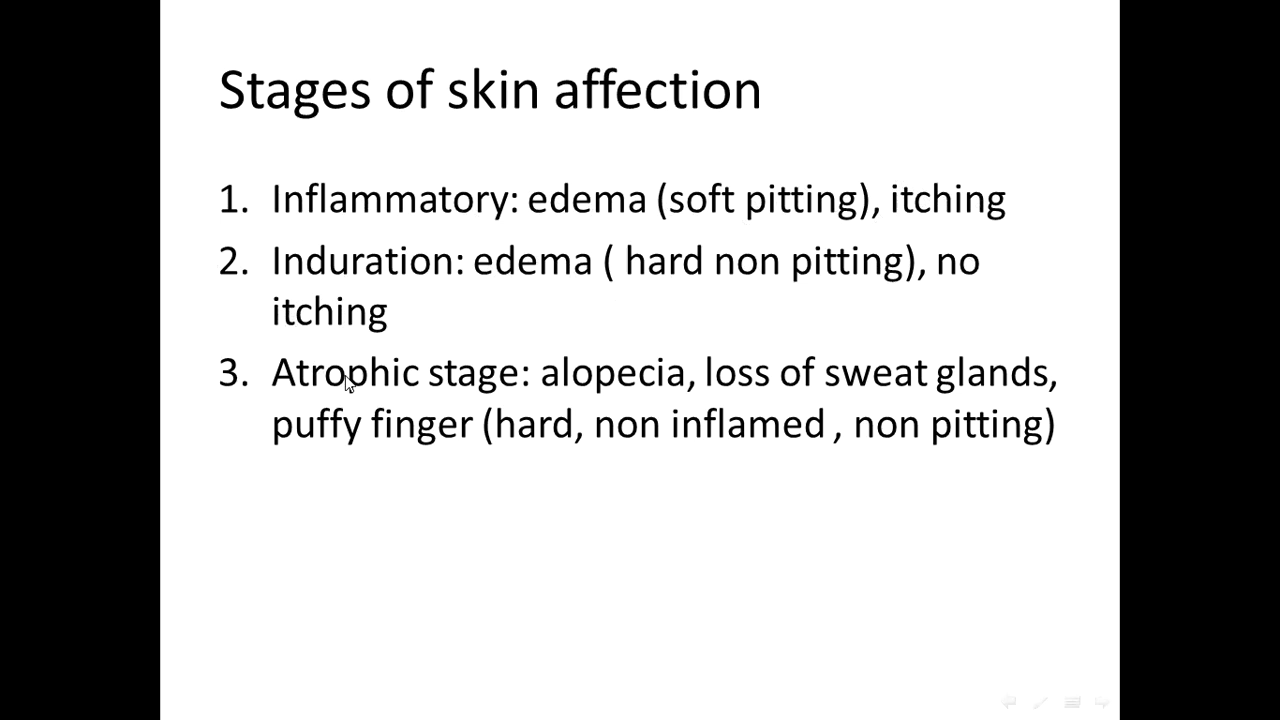 Stages of skin affection
1. Inflammatory: edema (soft pitting), itching
2. Induration: edema ( hard non pitting), no
itching
3. Atrophic stage: alopecia, loss of sweat glands,
puffy finger (hard, non inflamed , non pitting)